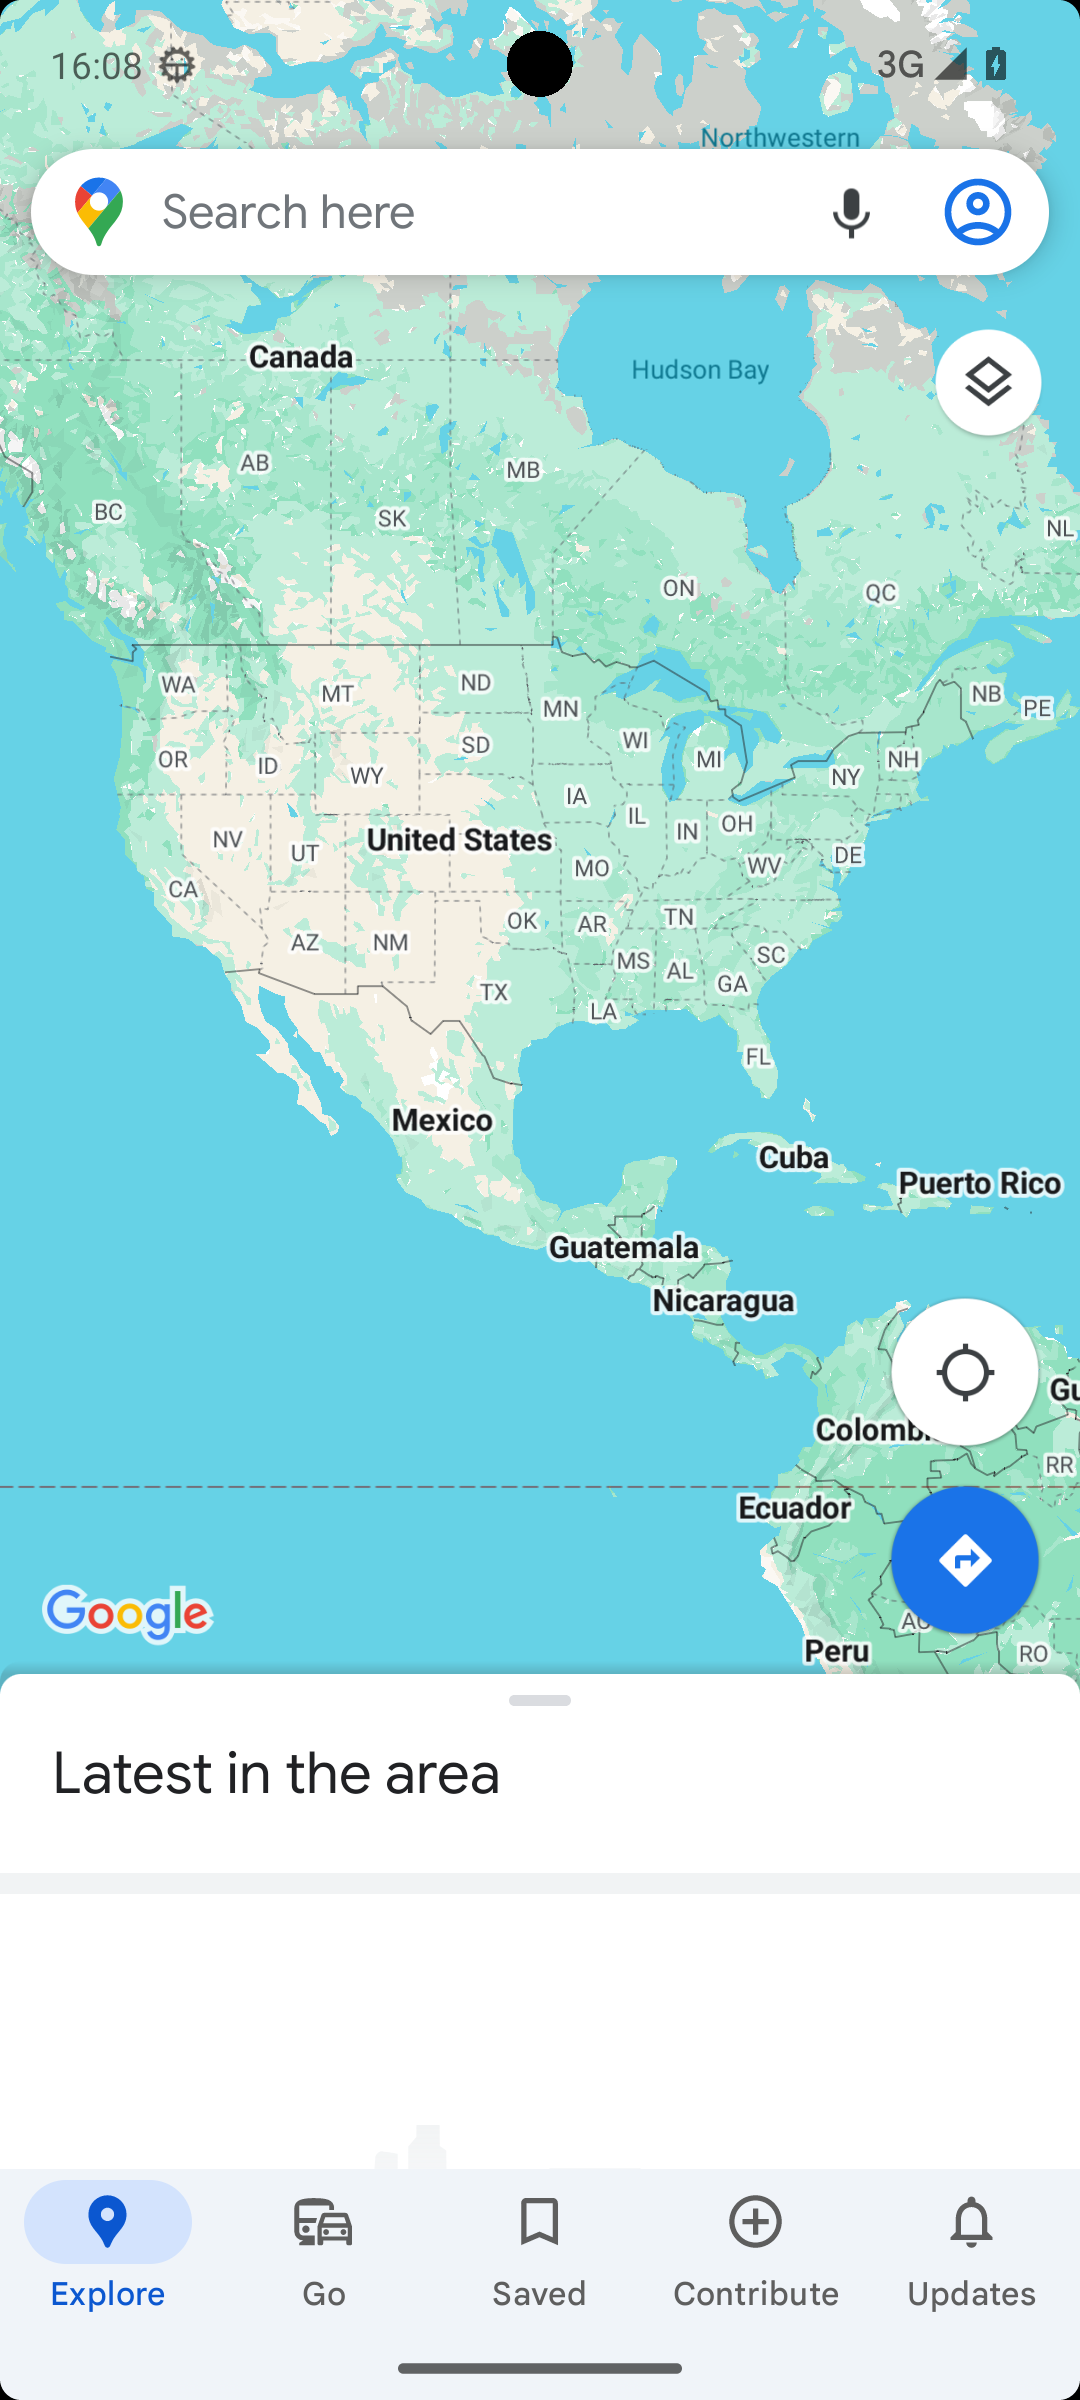 16:08
3G
Northwestern
Search here
Canada
Hudson Bay
AB
MB
BC
SK
NL
ON
QC
WA
MT
ND
MN
NB
PE
OR
ID
WY
SD
WI
MI
NY
NH
IA
IL
IN
OH
NV
UT
United States
MO
WV
DE
CA
AZ
NM
OK
AR
TN
MS
AL
SC
GA
TX
LA
FL
Mexico
Cuba
Puerto Rico
Guatemala
Nicaragua
RR
Ecuador
Google
Peru
RO
Latest in the area
Explore
Go
Saved
Contribute
Updates